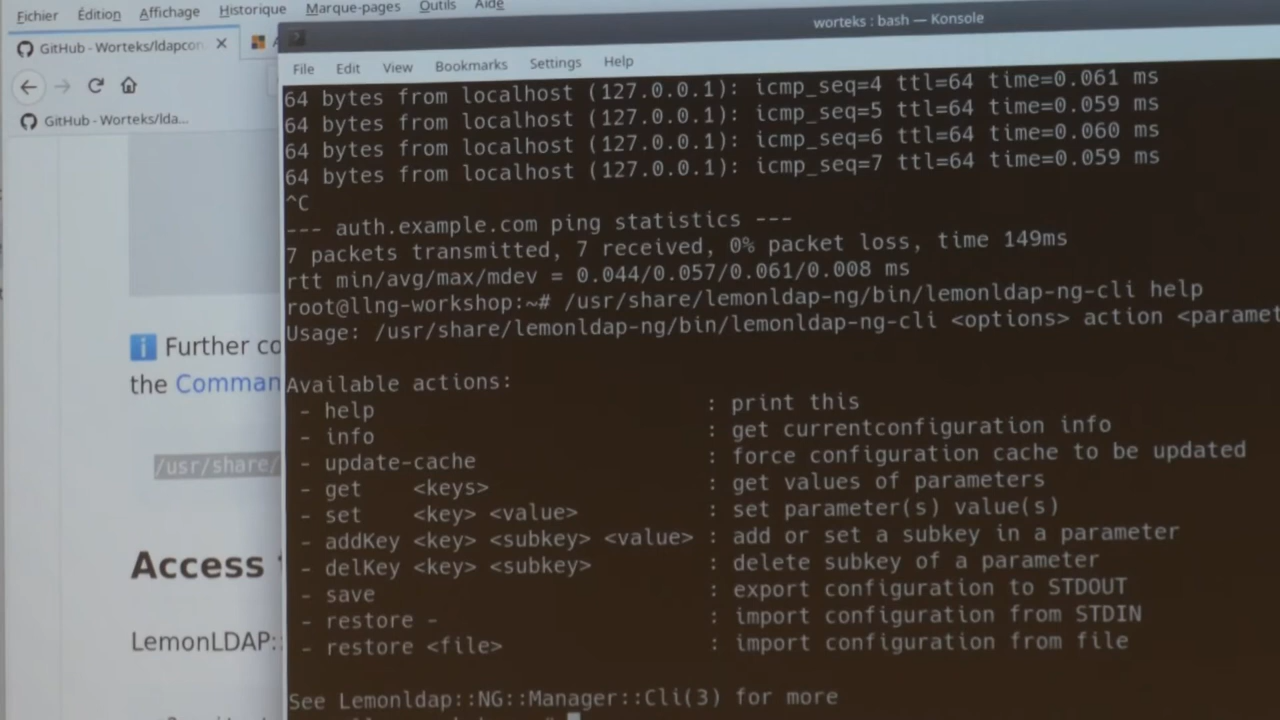 Fichier Édition Affichage Historique Marque-pages Outils Aide
GitHub - Worteks/ldapcon
worteks : bash — Konsole
File Edit View Bookmarks Settings Help
GitHub - Worteks/lda...
64 bytes from localhost (127.0.0.1): icmp_seq=4 ttl=64 time=0.061 ms
64 bytes from localhost (127.0.0.1): icmp_seq=5 ttl=64 time=0.059 ms
64 bytes from localhost (127.0.0.1): icmp_seq=6 ttl=64 time=0.060 ms
64 bytes from localhost (127.0.0.1): icmp_seq=7 ttl=64 time=0.059 ms
^C
--- auth.example.com ping statistics ---
7 packets transmitted, 7 received, 0% packet loss, time 149ms
rtt min/avg/max/mdev = 0.044/0.057/0.061/0.008 ms
root@llng-workshop:~# /usr/share/lemonldap-ng/bin/lemonldap-ng-cli help
Usage: /usr/share/lemonldap-ng/bin/lemonldap-ng-cli <options> action <paramet
Available actions:
- help : print this
- info : get currentconfiguration info
- update-cache : force configuration cache to be updated
- get <keys> : get values of parameters
- set <key> <value> : set parameter(s) value(s)
- addKey <key> <subkey> <value> : add or set a subkey in a parameter
- delKey <key> <subkey> : delete subkey of a parameter
- save : export configuration to STDOUT
- restore - : import configuration from STDIN
- restore <file> : import configuration from file
See Lemonldap::NG::Manager::Cli(3) for more
Further co
the Comman
/usr/share/
Access
LemonLDAP: